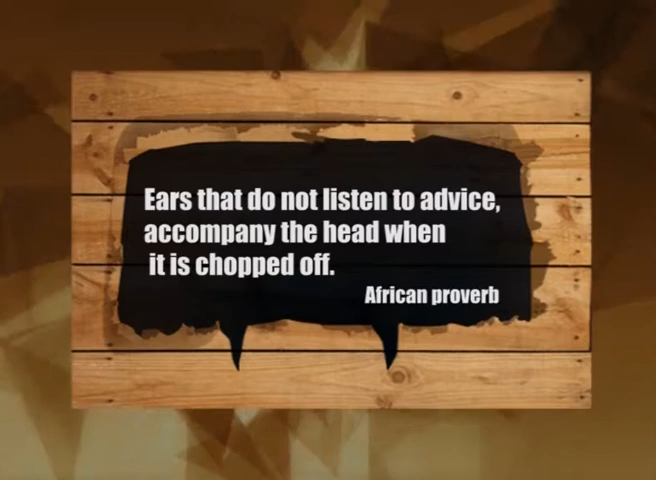 Ears that do not listen to advice,
accompany the head when
it is chopped off.
African proverb